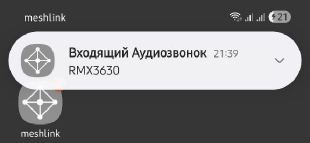 meshlink
21
Входящий Аудиозвонок 21:39
RMX3630
meshlink